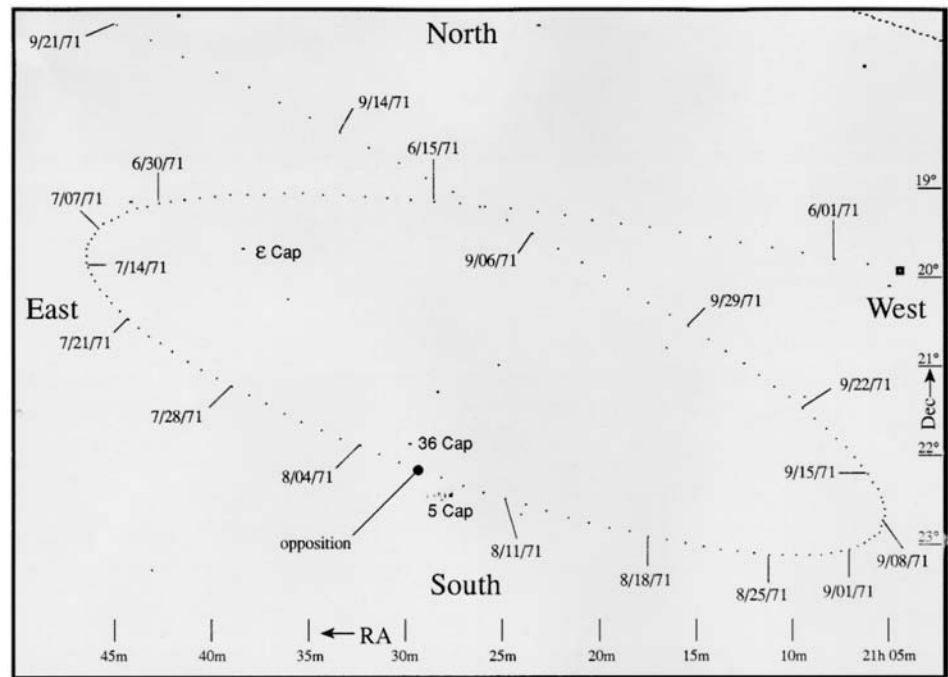 North
9/21/71
9/14/71
6/15/71
6/30/71
7/07/71
19°
6/01/71
ε Cap
9/06/71
7/14/71
20°
East
West
9/29/71
7/21/71
21°
9/22/71
Dec
7/28/71
36 Cap
22°
8/04/71
9/15/71
5 Cap
opposition
8/11/71
23°
9/08/71
8/18/71
8/25/71
9/01/71
South
RA
45m 40m 35m 30m 25m 20m 15m 10m 21h 05m